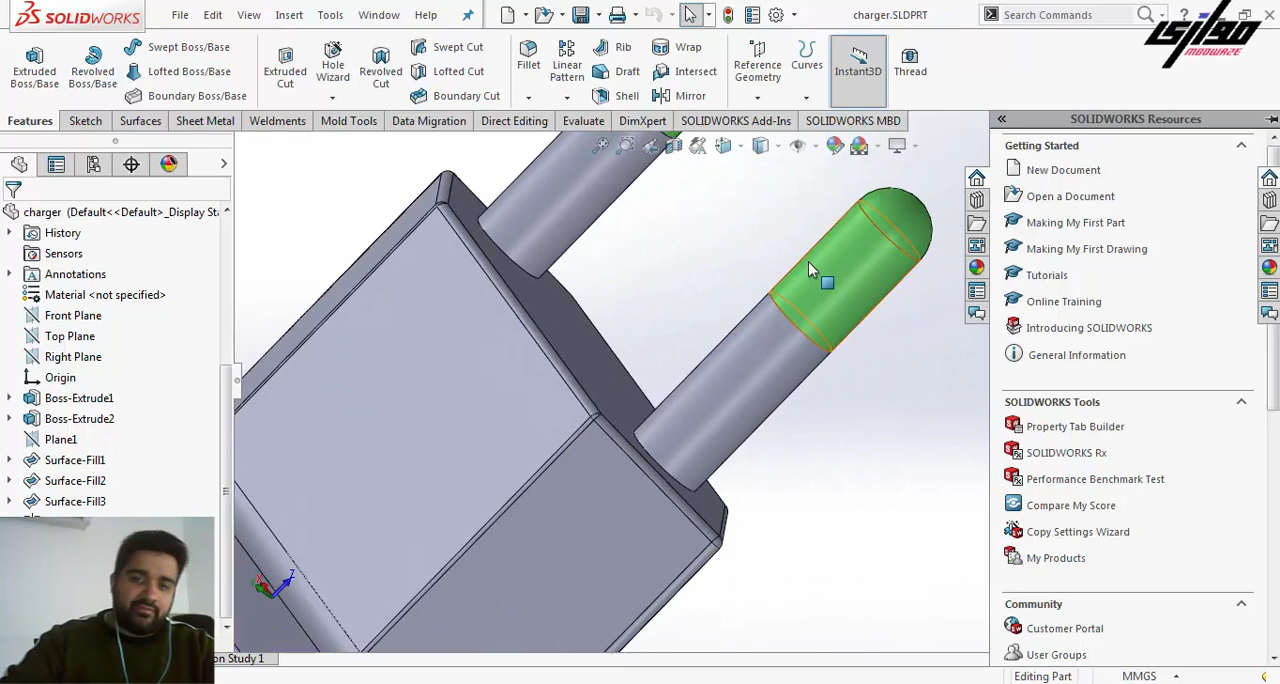 SOLIDWORKS
File Edit View Insert Tools Window Help
charger.SLDPRT
Search Commands
موازی
MODWAZE
Extruded Boss/Base
Revolved Boss/Base
Swept Boss/Base
Lofted Boss/Base
Boundary Boss/Base
Extruded Cut
Hole Wizard
Revolved Cut
Swept Cut
Lofted Cut
Boundary Cut
Fillet
Linear Pattern
Rib
Draft
Shell
Wrap
Intersect
Mirror
Reference Geometry
Curves
Instant3D
Thread
Features Sketch Surfaces Sheet Metal Weldments Mold Tools Data Migration Direct Editing Evaluate DimXpert SOLIDWORKS Add-Ins SOLIDWORKS MBD
charger (Default<<Default>_Display Sta
History
Sensors
Annotations
Material <not specified>
Front Plane
Top Plane
Right Plane
Origin
Boss-Extrude1
Boss-Extrude2
Plane1
Surface-Fill1
Surface-Fill2
Surface-Fill3
Z
on Study 1
SOLIDWORKS Resources
Getting Started
New Document
Open a Document
Making My First Part
Making My First Drawing
Tutorials
Online Training
Introducing SOLIDWORKS
General Information
SOLIDWORKS Tools
Property Tab Builder
SOLIDWORKS Rx
Performance Benchmark Test
Compare My Score
Copy Settings Wizard
My Products
Community
Customer Portal
User Groups
Editing Part
MMGS